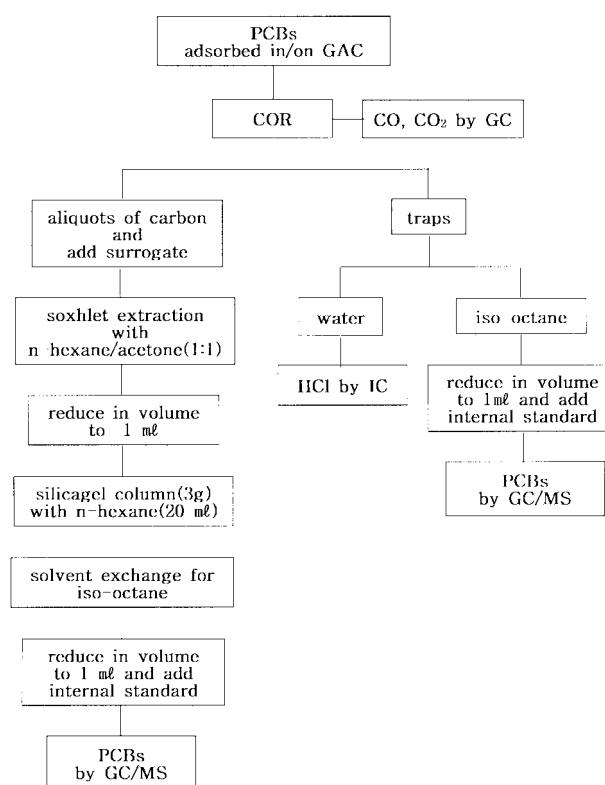 PCBs
adsorbed in/on GAC
COR
CO, CO₂ by GC
aliquots of carbon
and
add surrogate
soxhlet extraction
with
n hexane/acetone(1:1)
reduce in volume
to 1 mℓ
silicagel column(3g)
with n-hexane(20 mℓ)
solvent exchange for
iso-octane
reduce in volume
to 1 mℓ and add
internal standard
PCBs
by GC/MS
traps
water
HCl by IC
iso octane
reduce in volume
to 1mℓ and add
internal standard
PCBs
by GC/MS